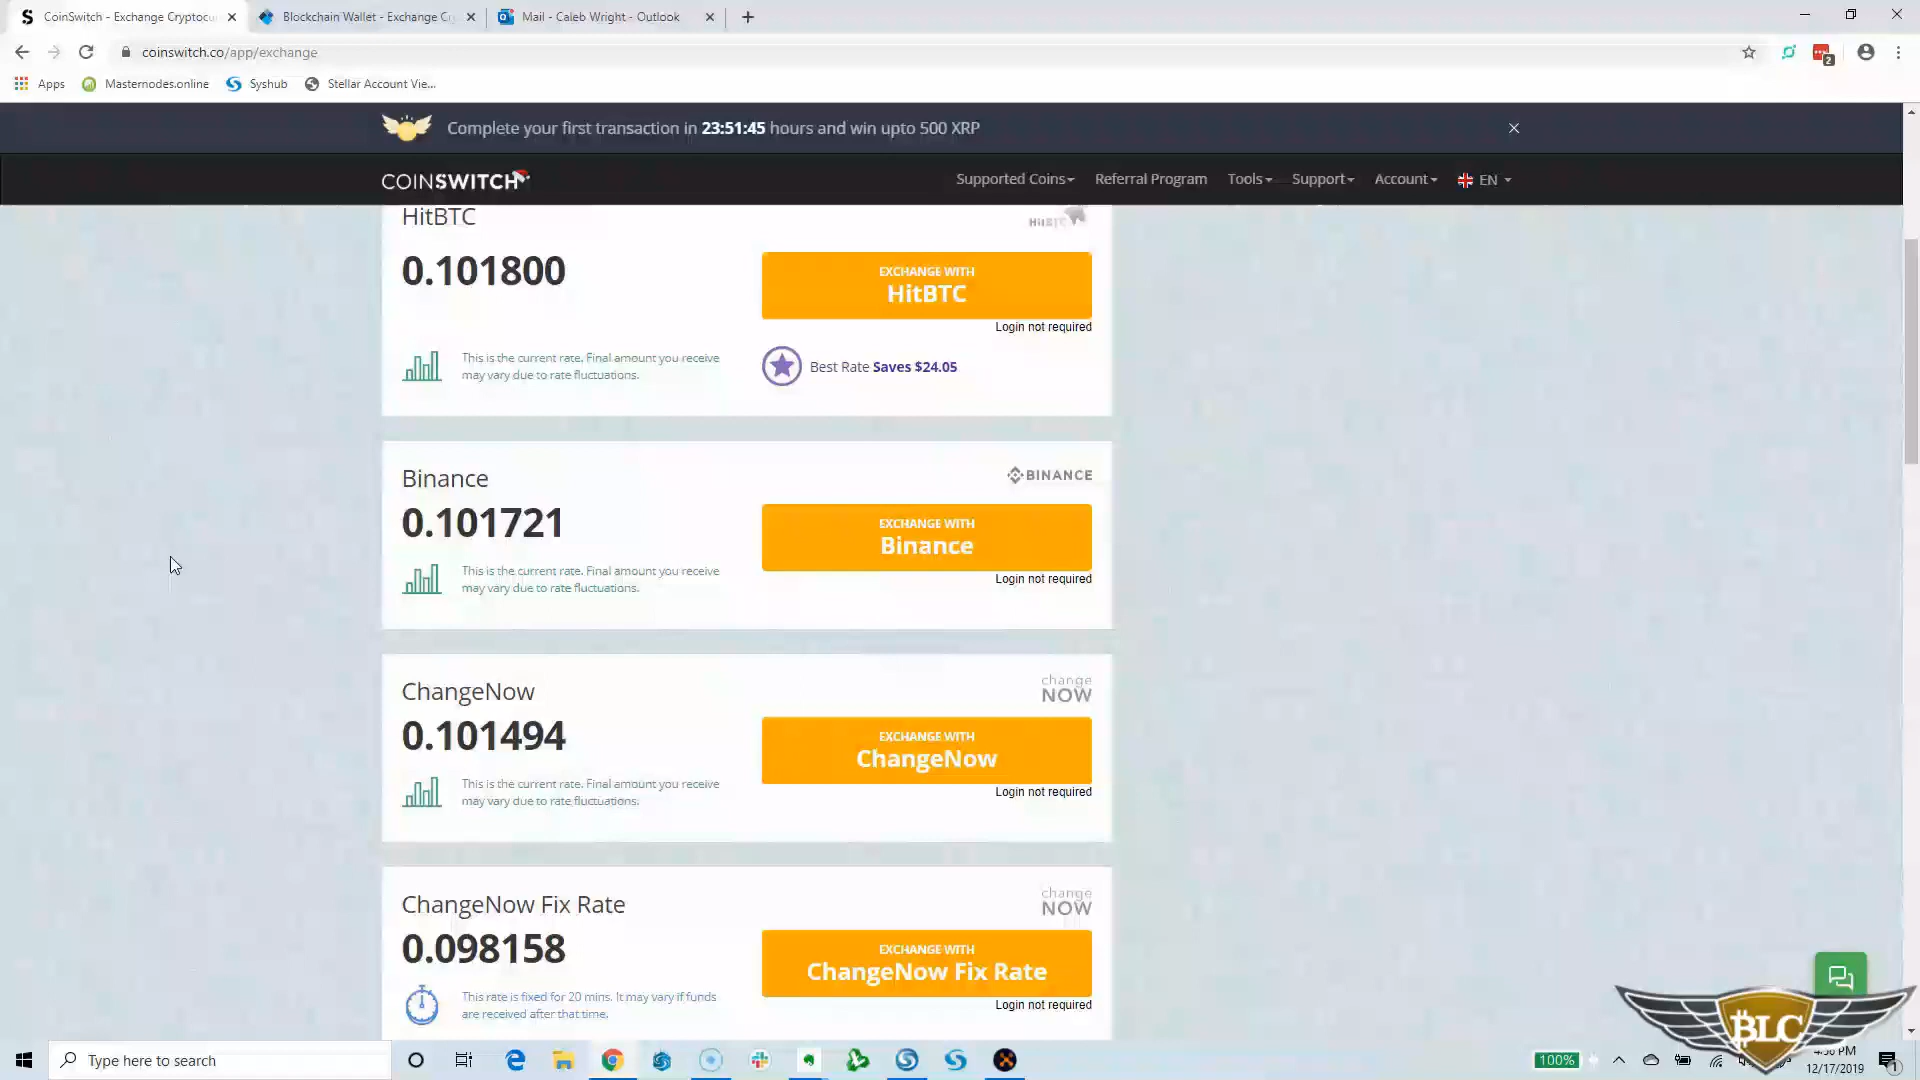 CoinSwitch - Exchange Cryptocu
Blockchain Wallet - Exchange Cr
Mail - Caleb Wright - Outlook
coinswitch.co/app/exchange
2
Apps
Masternodes.online
Syshub
Stellar Account Vie...
Complete your first transaction in 23:51:45 hours and win upto 500 XRP
COINSWITCH
Supported Coins
Referral Program
Tools
Support
Account
EN
HitBTC
HitBTC
0.101800
EXCHANGE WITH
HitBTC
Login not required
This is the current rate. Final amount you receive
may vary due to rate fluctuations.
Best Rate Saves $24.05
Binance
BINANCE
0.101721
EXCHANGE WITH
Binance
Login not required
This is the current rate. Final amount you receive
may vary due to rate fluctuations.
ChangeNow
change
NOW
0.101494
EXCHANGE WITH
ChangeNow
Login not required
This is the current rate. Final amount you receive
may vary due to rate fluctuations.
ChangeNow Fix Rate
change
NOW
0.098158
EXCHANGE WITH
ChangeNow Fix Rate
Login not required
This rate is fixed for 20 mins. It may vary if funds
are received after that time.
BLC
Type here to search
100%
PM
12/17/2019
1